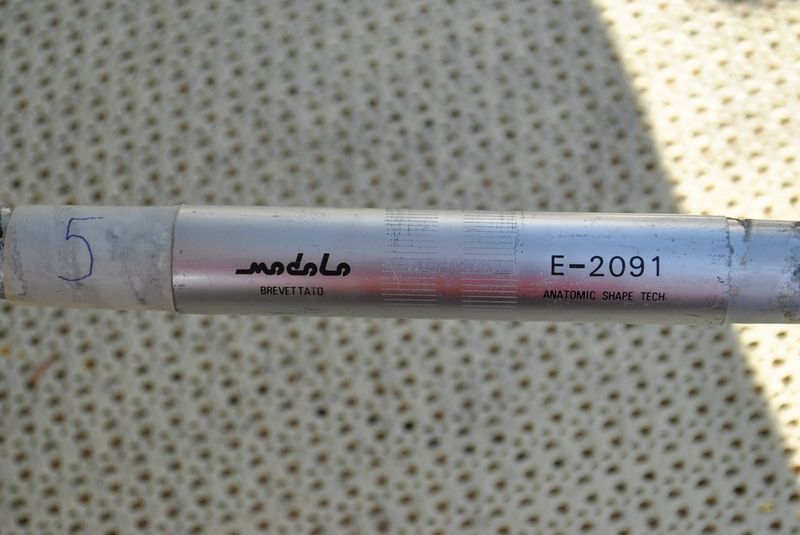 5
modolo
BREVETTATO
E-2091
ANATOMIC SHAPE TECH